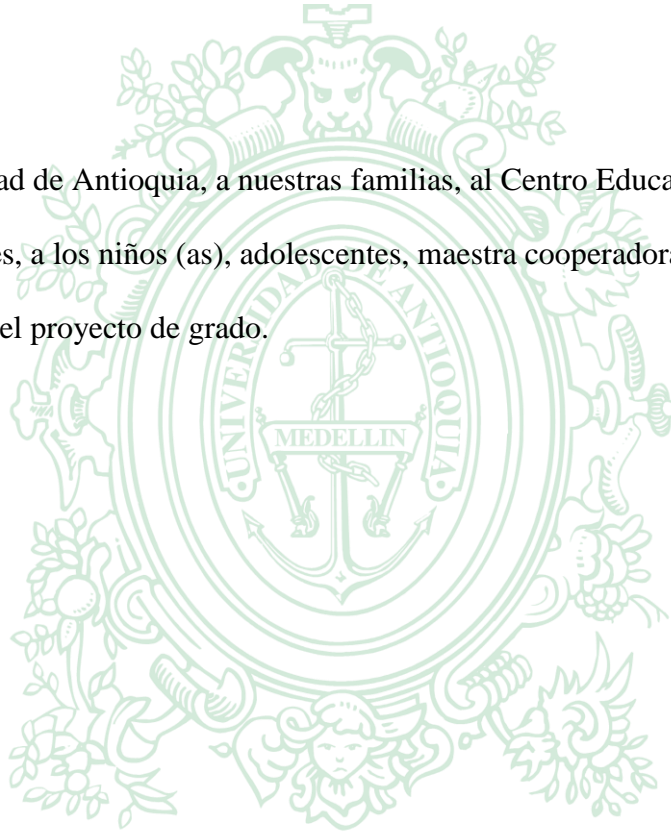 ad de Antioquia, a nuestras familias, al Centro Educa
es, a los niños (as), adolescentes, maestra cooperadora
el proyecto de grado.
UNIVERSIDAD DE ANTIOQUIA
MEDELLIN